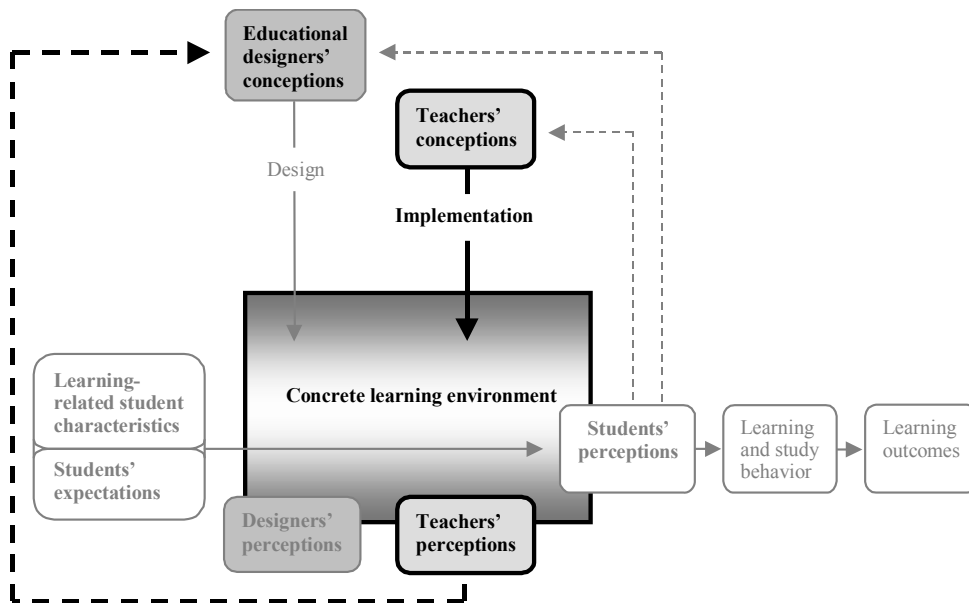 Educational
designers’
conceptions
Teachers’
conceptions
Design
Implementation
Concrete learning environment
Learning-
related student
characteristics
Students’
expectations
Students’
perceptions
Learning
and study
behavior
Learning
outcomes
Designers’
perceptions
Teachers’
perceptions